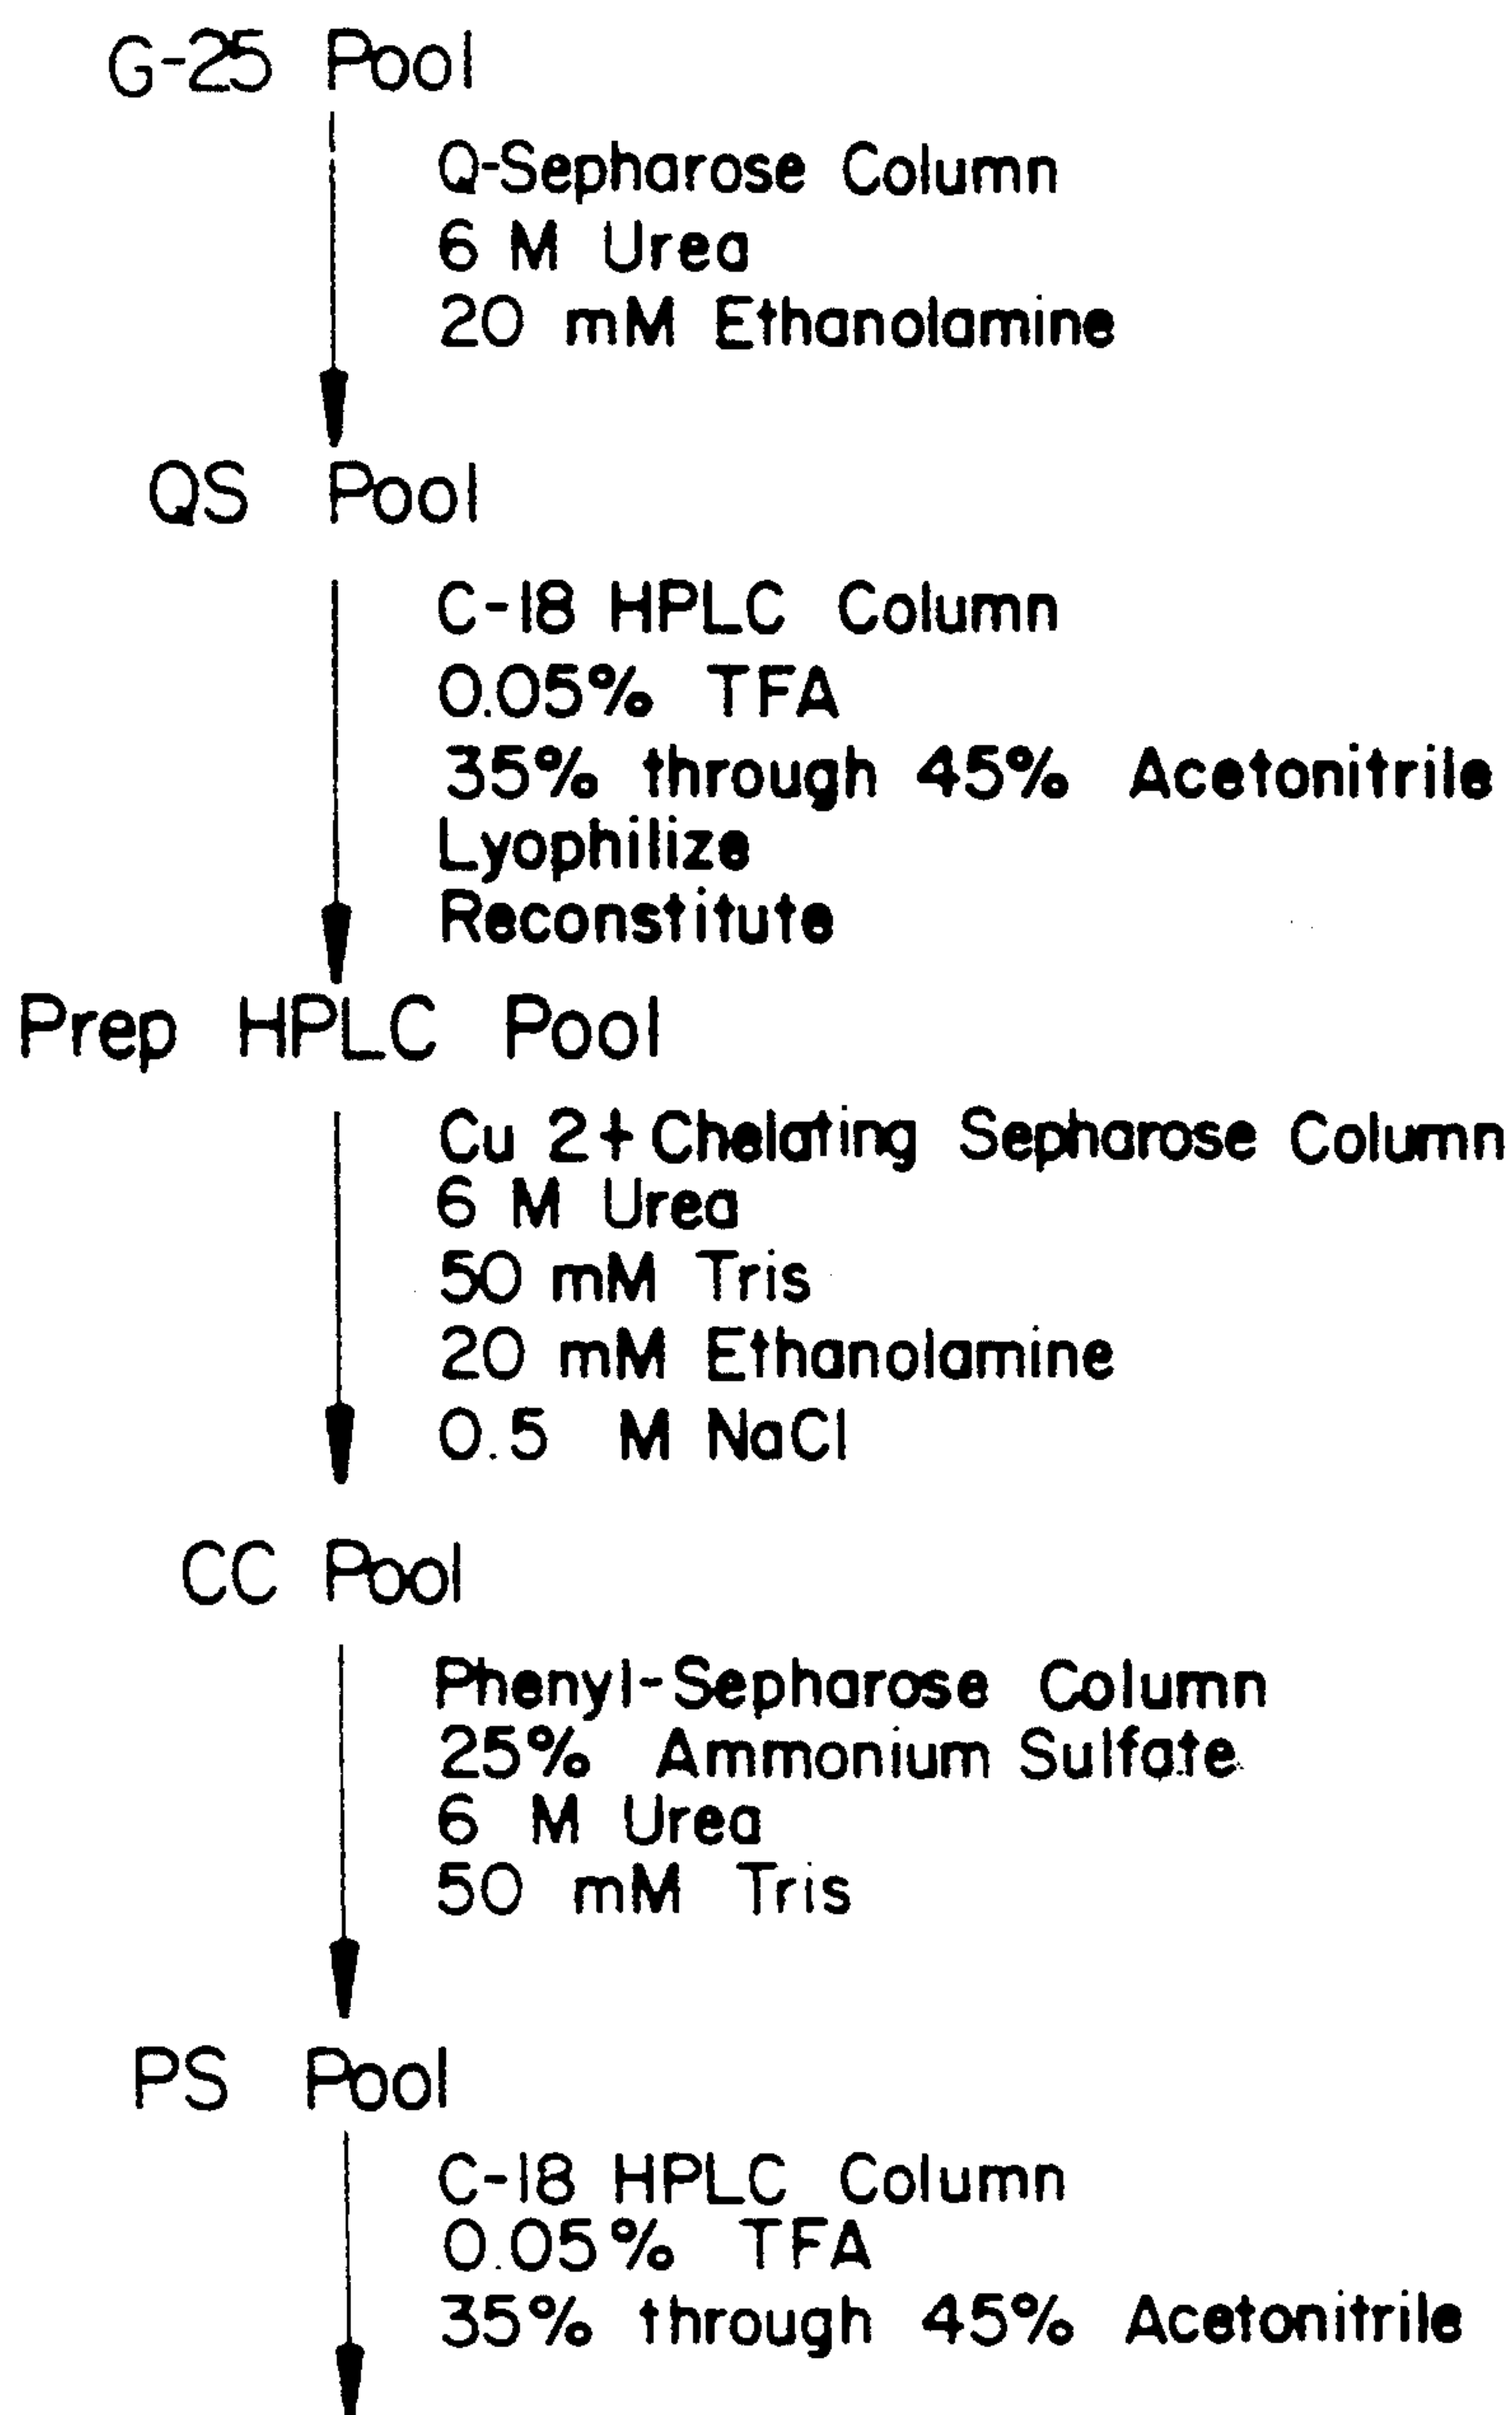 G-25 Pool
Q-Sepharose Column
6 M Urea
20 mM Ethanolamine
QS Pool
C-18 HPLC Column
0.05% TFA
35% through 45% Acetonitrile
Lyophilize
Reconstitute
Prep HPLC Pool
Cu 2+ Chelating Sepharose Column
6 M Urea
50 mM Tris
20 mM Ethanolamine
0.5 M NaCl
CC Pool
Phenyl-Sepharose Column
25% Ammonium Sulfate
6 M Urea
50 mM Tris
PS Pool
C-18 HPLC Column
0.05% TFA
35% through 45% Acetonitrile